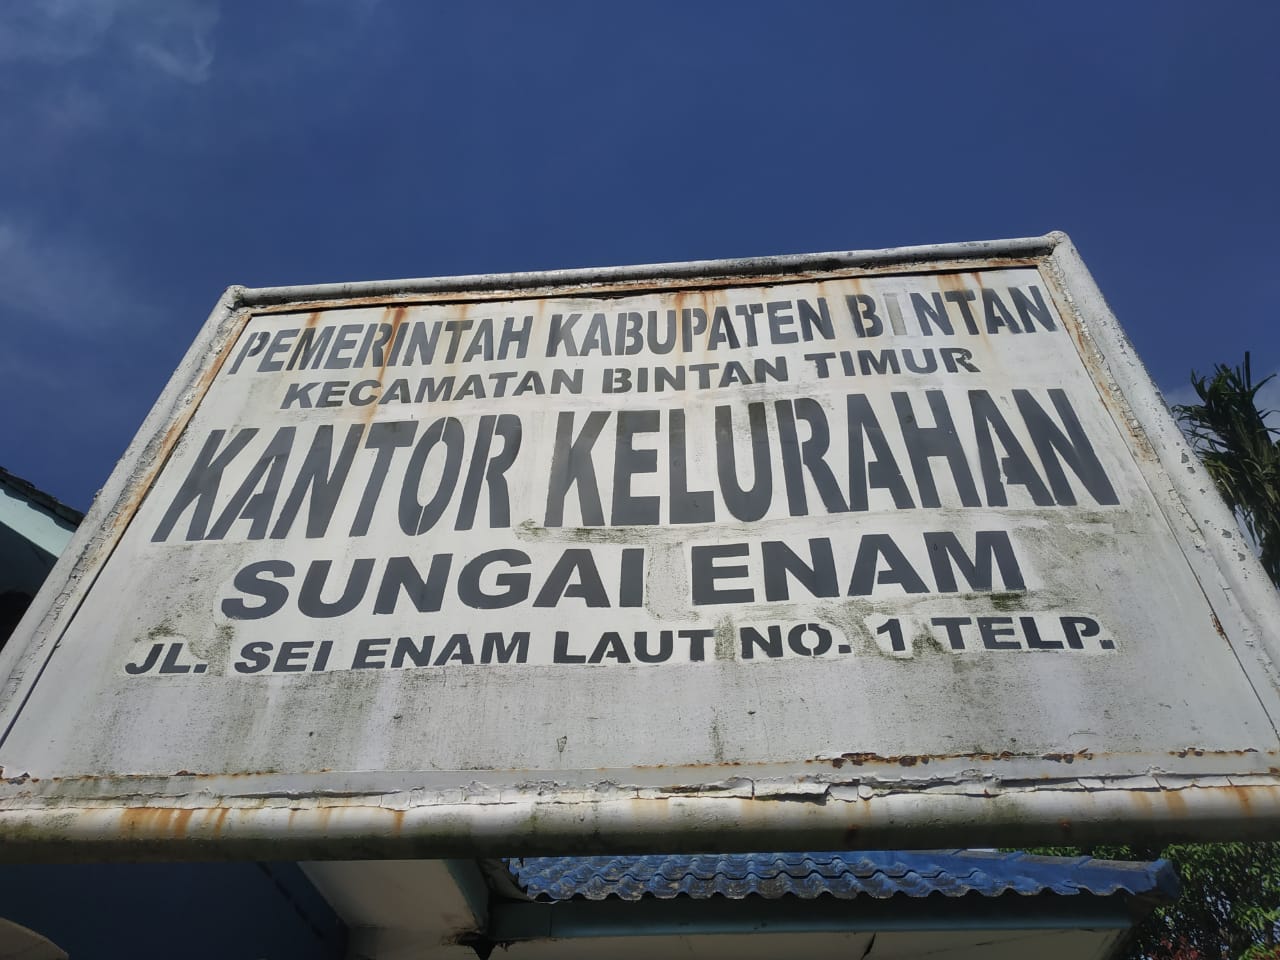 PEMERINTAH KABUPATEN BINTAN
KECAMATAN BINTAN TIMUR
KANTOR KELURAHAN
SUNGAI ENAM
JL. SEI ENAM LAUT NO. 1 TELP.